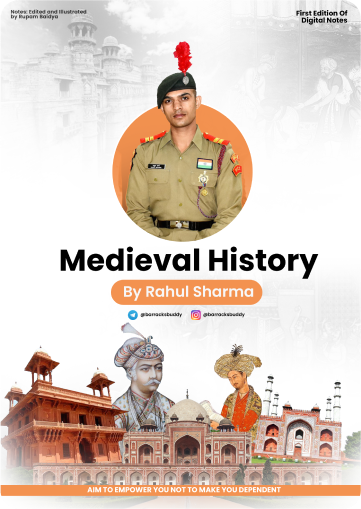 Notes: Edited and Illustrated
by Rupam Baidya
First Edition Of
Digital Notes
Medieval History
By Rahul Sharma
@barracksbuddy
@barracksbuddy
AIM TO EMPOWER YOU NOT TO MAKE YOU DEPENDENT